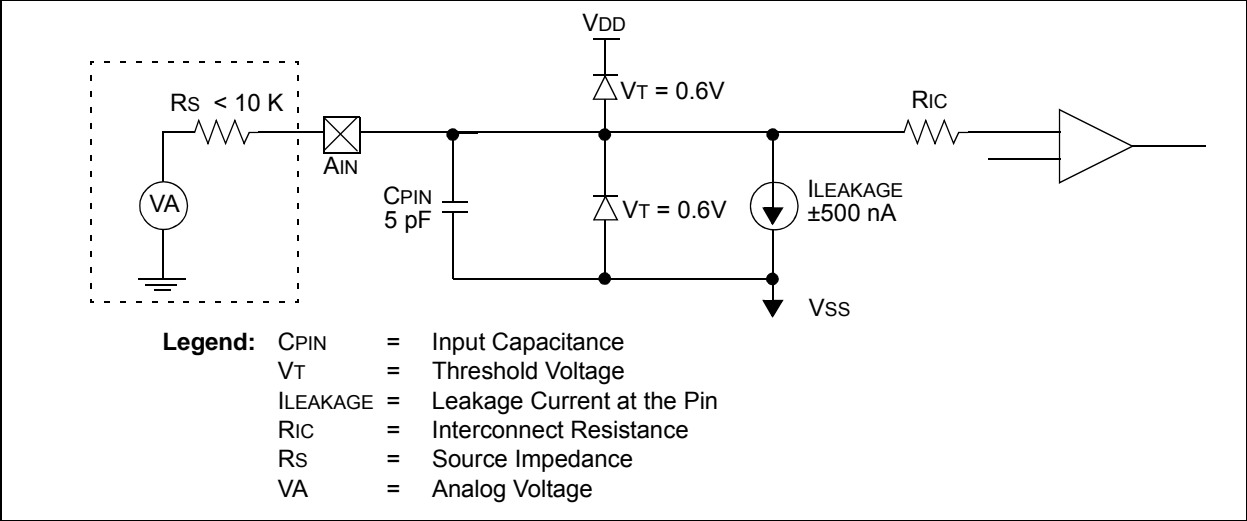 VDD
VT = 0.6V
RS < 10 K
RIC
AIN
CPIN
5 pF
VT = 0.6V
ILEAKAGE
±500 nA
VA
VSS
Legend: CPIN = Input Capacitance
VT = Threshold Voltage
ILEAKAGE = Leakage Current at the Pin
RIC = Interconnect Resistance
RS = Source Impedance
VA = Analog Voltage